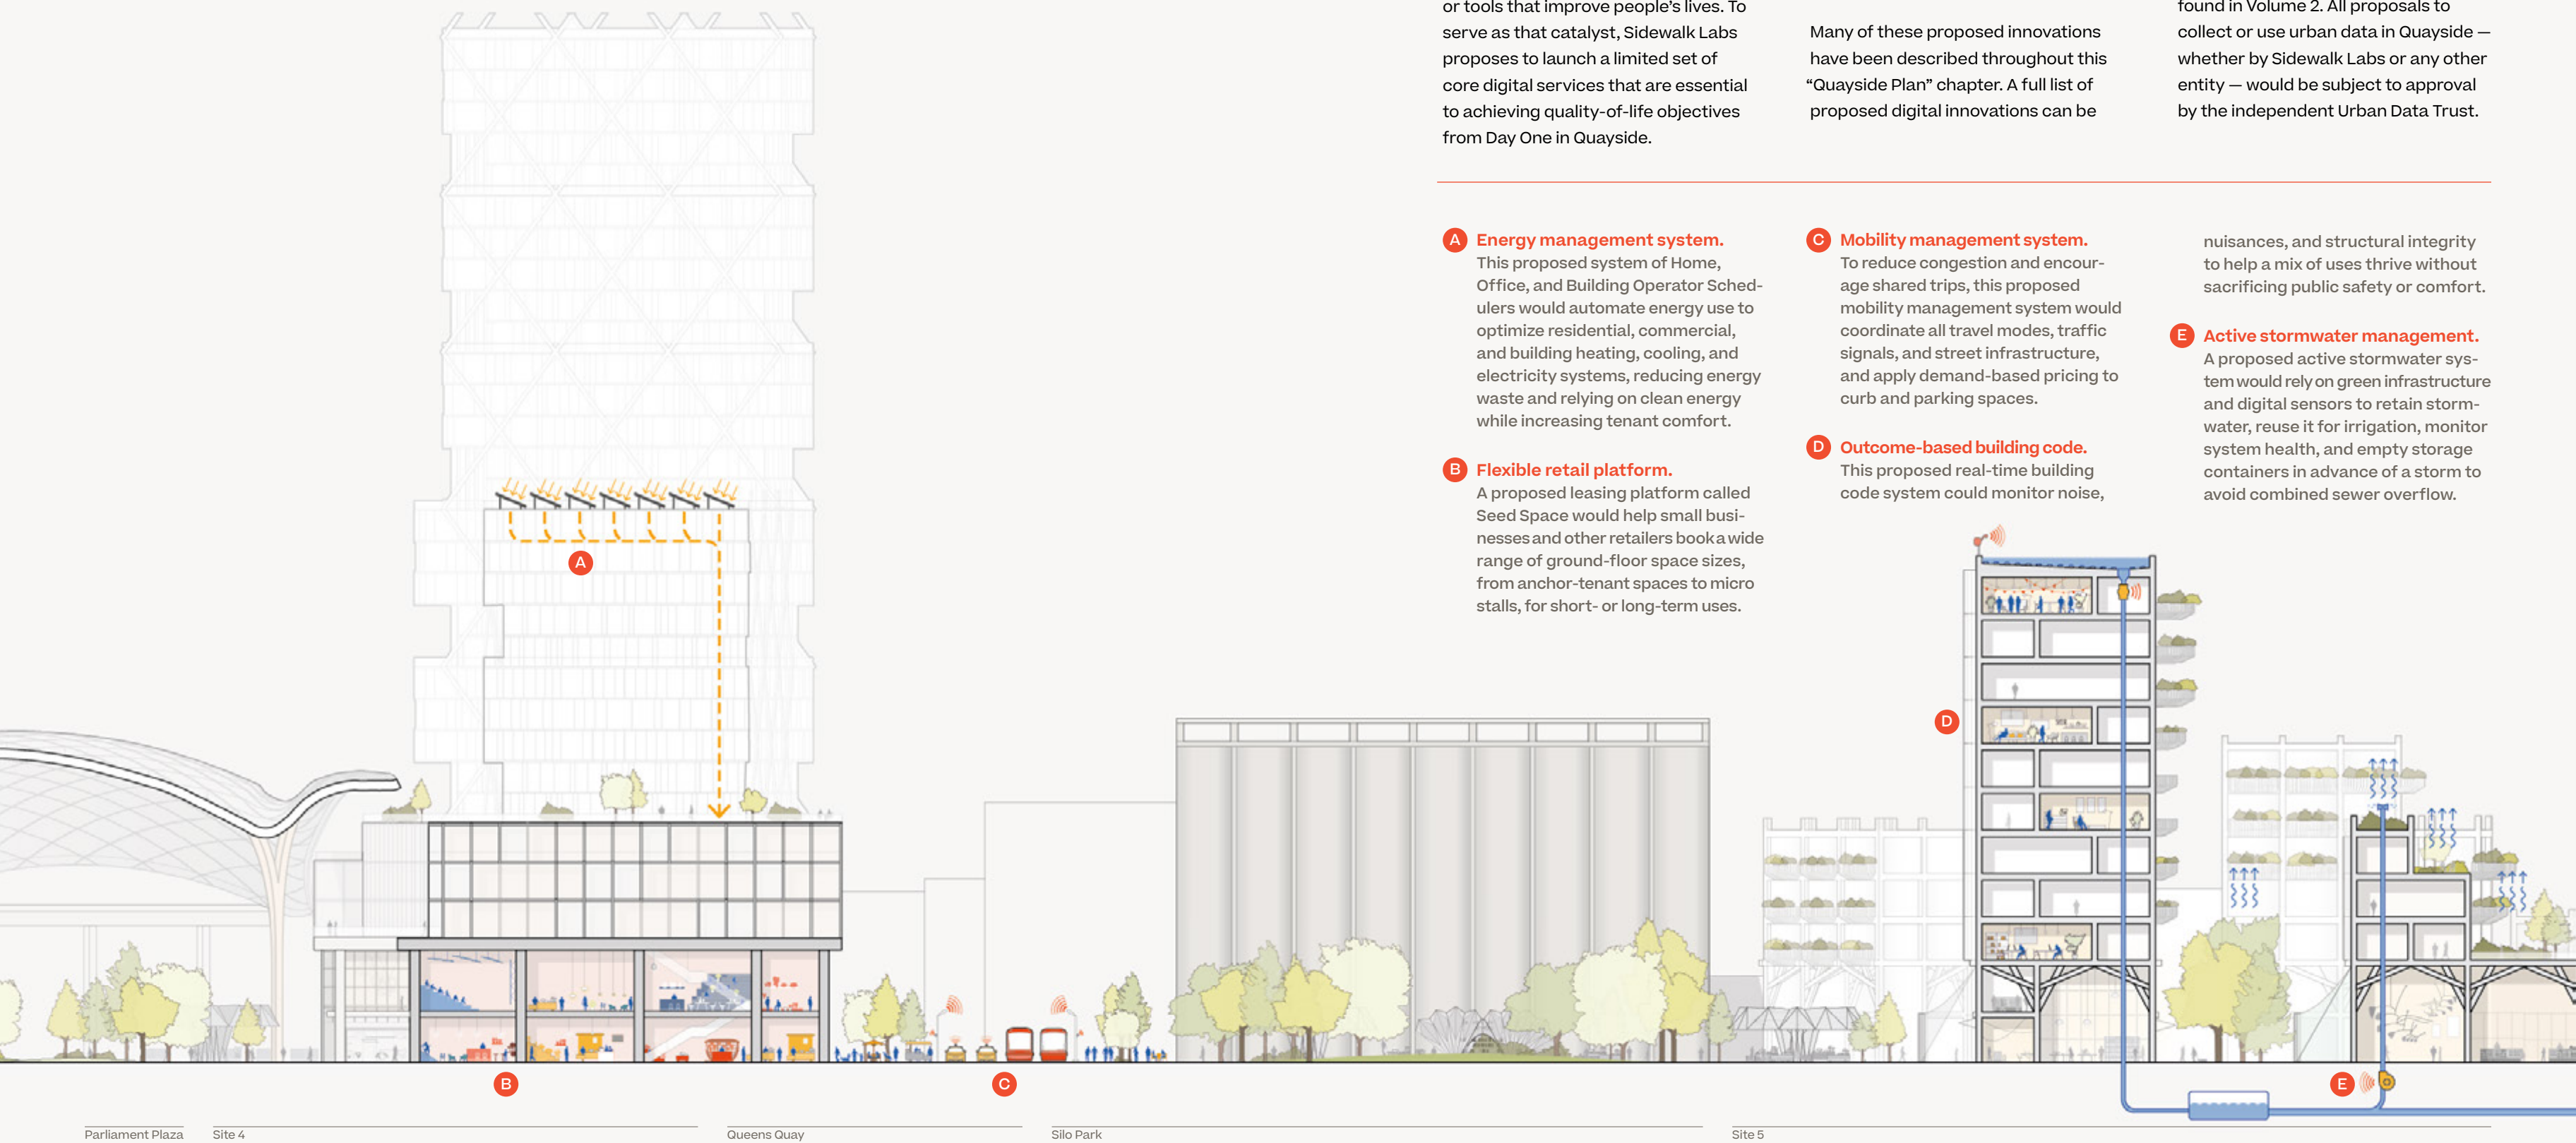 or tools that improve people's lives. To
serve as that catalyst, Sidewalk Labs
proposes to launch a limited set of
core digital services that are essential
to achieving quality-of-life objectives
from Day One in Quayside.
Many of these proposed innovations
have been described throughout this
“Quayside Plan” chapter. A full list of
proposed digital innovations can be
found in Volume 2. All proposals to
collect or use urban data in Quayside —
whether by Sidewalk Labs or any other
entity — would be subject to approval
by the independent Urban Data Trust.
A Energy management system.
This proposed system of Home,
Office, and Building Operator Sched-
ulers would automate energy use to
optimize residential, commercial,
and building heating, cooling, and
electricity systems, reducing energy
waste and relying on clean energy
while increasing tenant comfort.
B Flexible retail platform.
A proposed leasing platform called
Seed Space would help small busi-
nesses and other retailers book a wide
range of ground-floor space sizes,
from anchor-tenant spaces to micro
stalls, for short- or long-term uses.
C Mobility management system.
To reduce congestion and encour-
age shared trips, this proposed
mobility management system would
coordinate all travel modes, traffic
signals, and street infrastructure,
and apply demand-based pricing to
curb and parking spaces.
D Outcome-based building code.
This proposed real-time building
code system could monitor noise,
nuisances, and structural integrity
to help a mix of uses thrive without
sacrificing public safety or comfort.
E Active stormwater management.
A proposed active stormwater sys-
tem would rely on green infrastructure
and digital sensors to retain storm-
water, reuse it for irrigation, monitor
system health, and empty storage
containers in advance of a storm to
avoid combined sewer overflow.
A
D
B
C
E
Parliament Plaza
Site 4
Queens Quay
Silo Park
Site 5